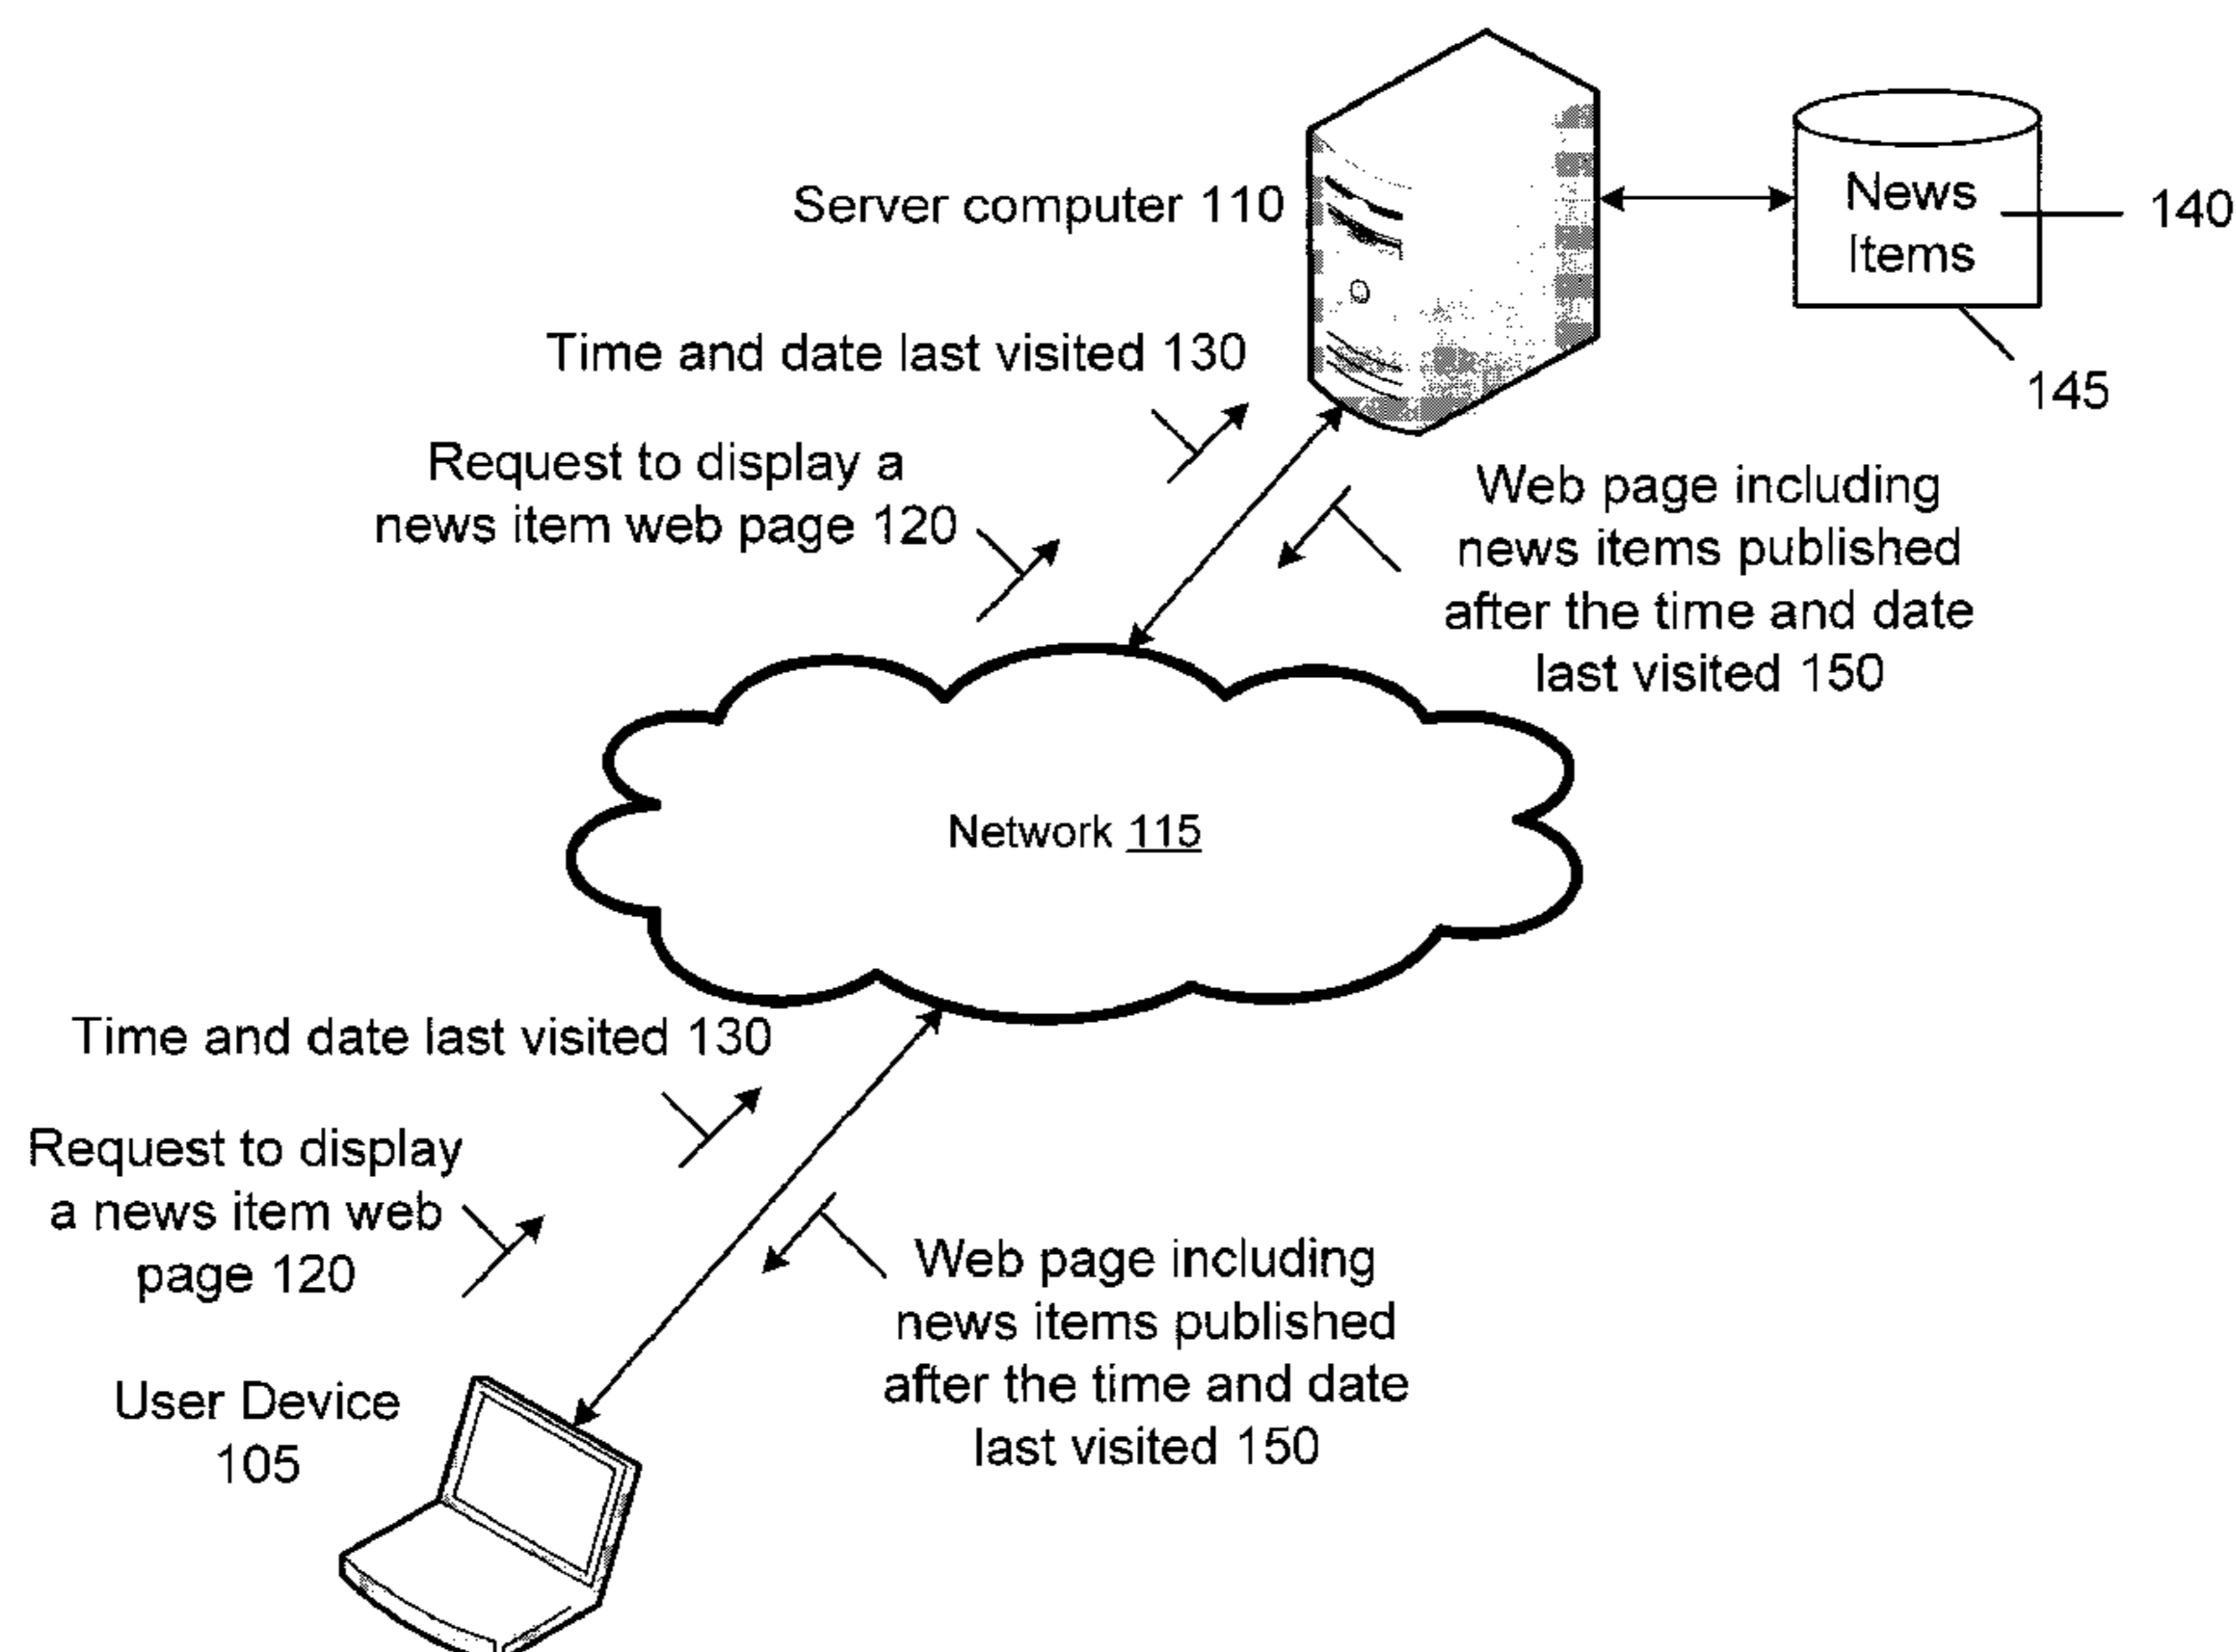 Server computer 110
News
Items
140
145
Time and date last visited 130
Request to display a
news item web page 120
Web page including
news items published
after the time and date
last visited 150
Network 115
Time and date last visited 130
Request to display
a news item web
page 120
Web page including
news items published
after the time and date
last visited 150
User Device
105